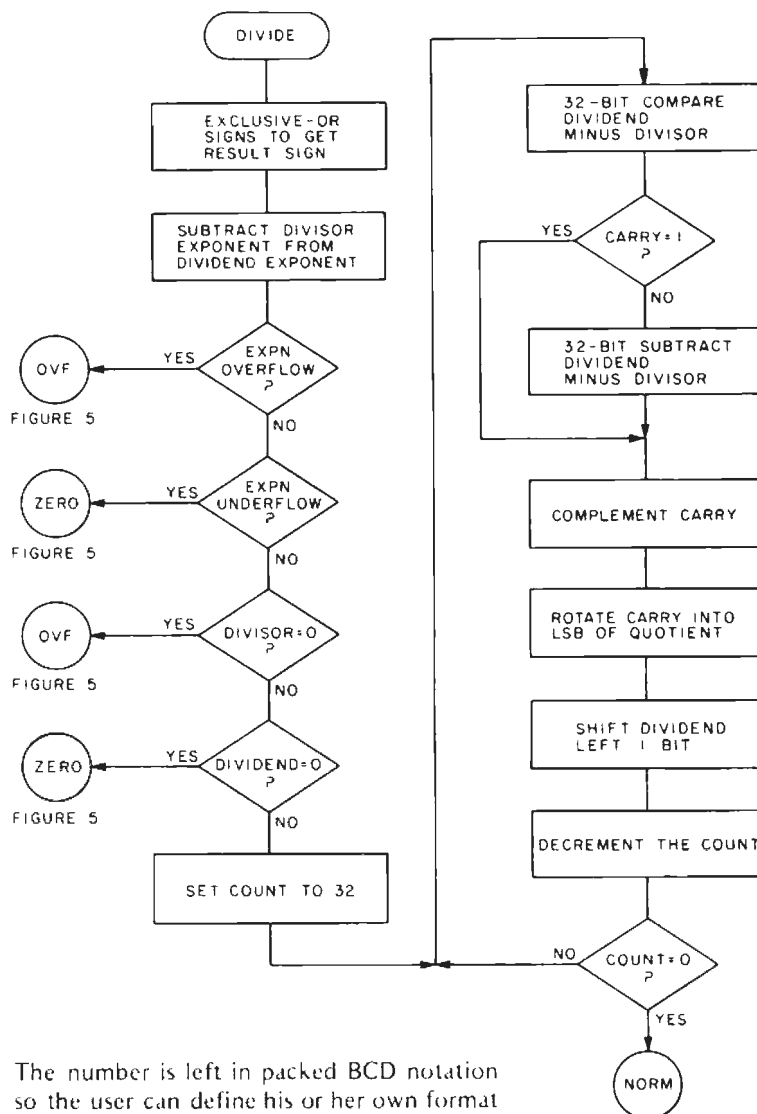 DIVIDE
EXCLUSIVE-OR
SIGNS TO GET
RESULT SIGN
SUBTRACT DIVISOR
EXPONENT FROM
DIVIDEND EXPONENT
EXPN
OVERFLOW
?
YES
OVF
FIGURE 5
NO
EXPN
UNDERFLOW
?
YES
ZERO
FIGURE 5
NO
DIVISOR=0
?
YES
OVF
FIGURE 5
NO
DIVIDEND=0
?
YES
ZERO
FIGURE 5
NO
SET COUNT TO 32
32-BIT COMPARE
DIVIDEND
MINUS DIVISOR
YES
CARRY=1
?
NO
32-BIT SUBTRACT
DIVIDEND
MINUS DIVISOR
COMPLEMENT CARRY
ROTATE CARRY INTO
LSB OF QUOTIENT
SHIFT DIVIDEND
LEFT 1 BIT
DECREMENT THE COUNT
NO
COUNT=0
?
YES
NORM
The number is left in packed BCD notation
so the user can define his or her own format